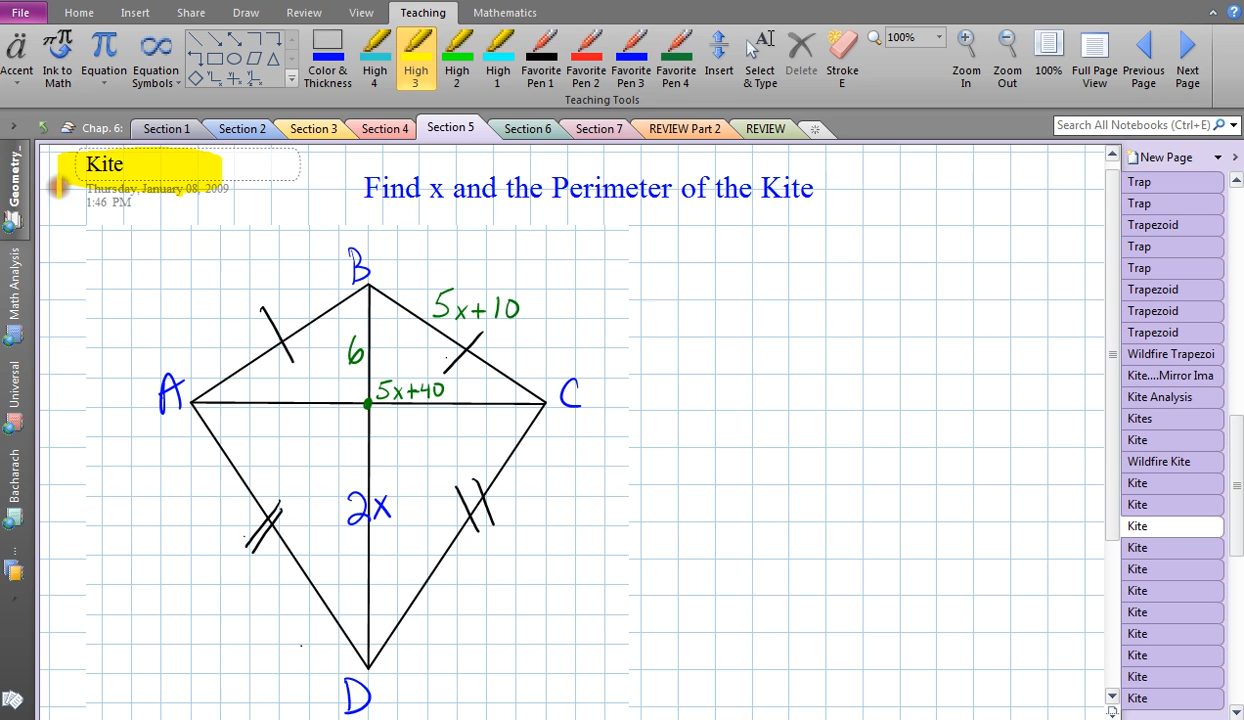 File Home Insert Share Draw Review View Teaching Mathematics
ä π ∞ 100%
Accent Ink to Math Equation Equation Symbols Color & Thickness High 4 High 3 High 2 High 1 Favorite Pen 1 Favorite Pen 2 Favorite Pen 3 Favorite Pen 4 Insert Select & Type Delete Stroke E Zoom In Zoom Out 100% Full Page View Previous Page Next Page
Teaching Tools
Chap. 6: Section 1 Section 2 Section 3 Section 4 Section 5 Section 6 Section 7 REVIEW Part 2 REVIEW Search All Notebooks (Ctrl+E)
Geometry_
Math Analysis
Universal
Bacharach
...
Kite
Thursday, January 08, 2009
1:46 PM
Find x and the Perimeter of the Kite
B
5x+10
6
5x+40
A
C
2x
D
New Page
Trap
Trap
Trapezoid
Trap
Trap
Trapezoid
Trapezoid
Trapezoid
Wildfire Trapezoi
Kite....Mirror Ima
Kite Analysis
Kites
Kite
Wildfire Kite
Kite
Kite
Kite
Kite
Kite
Kite
Kite
Kite
Kite
Kite
Kite